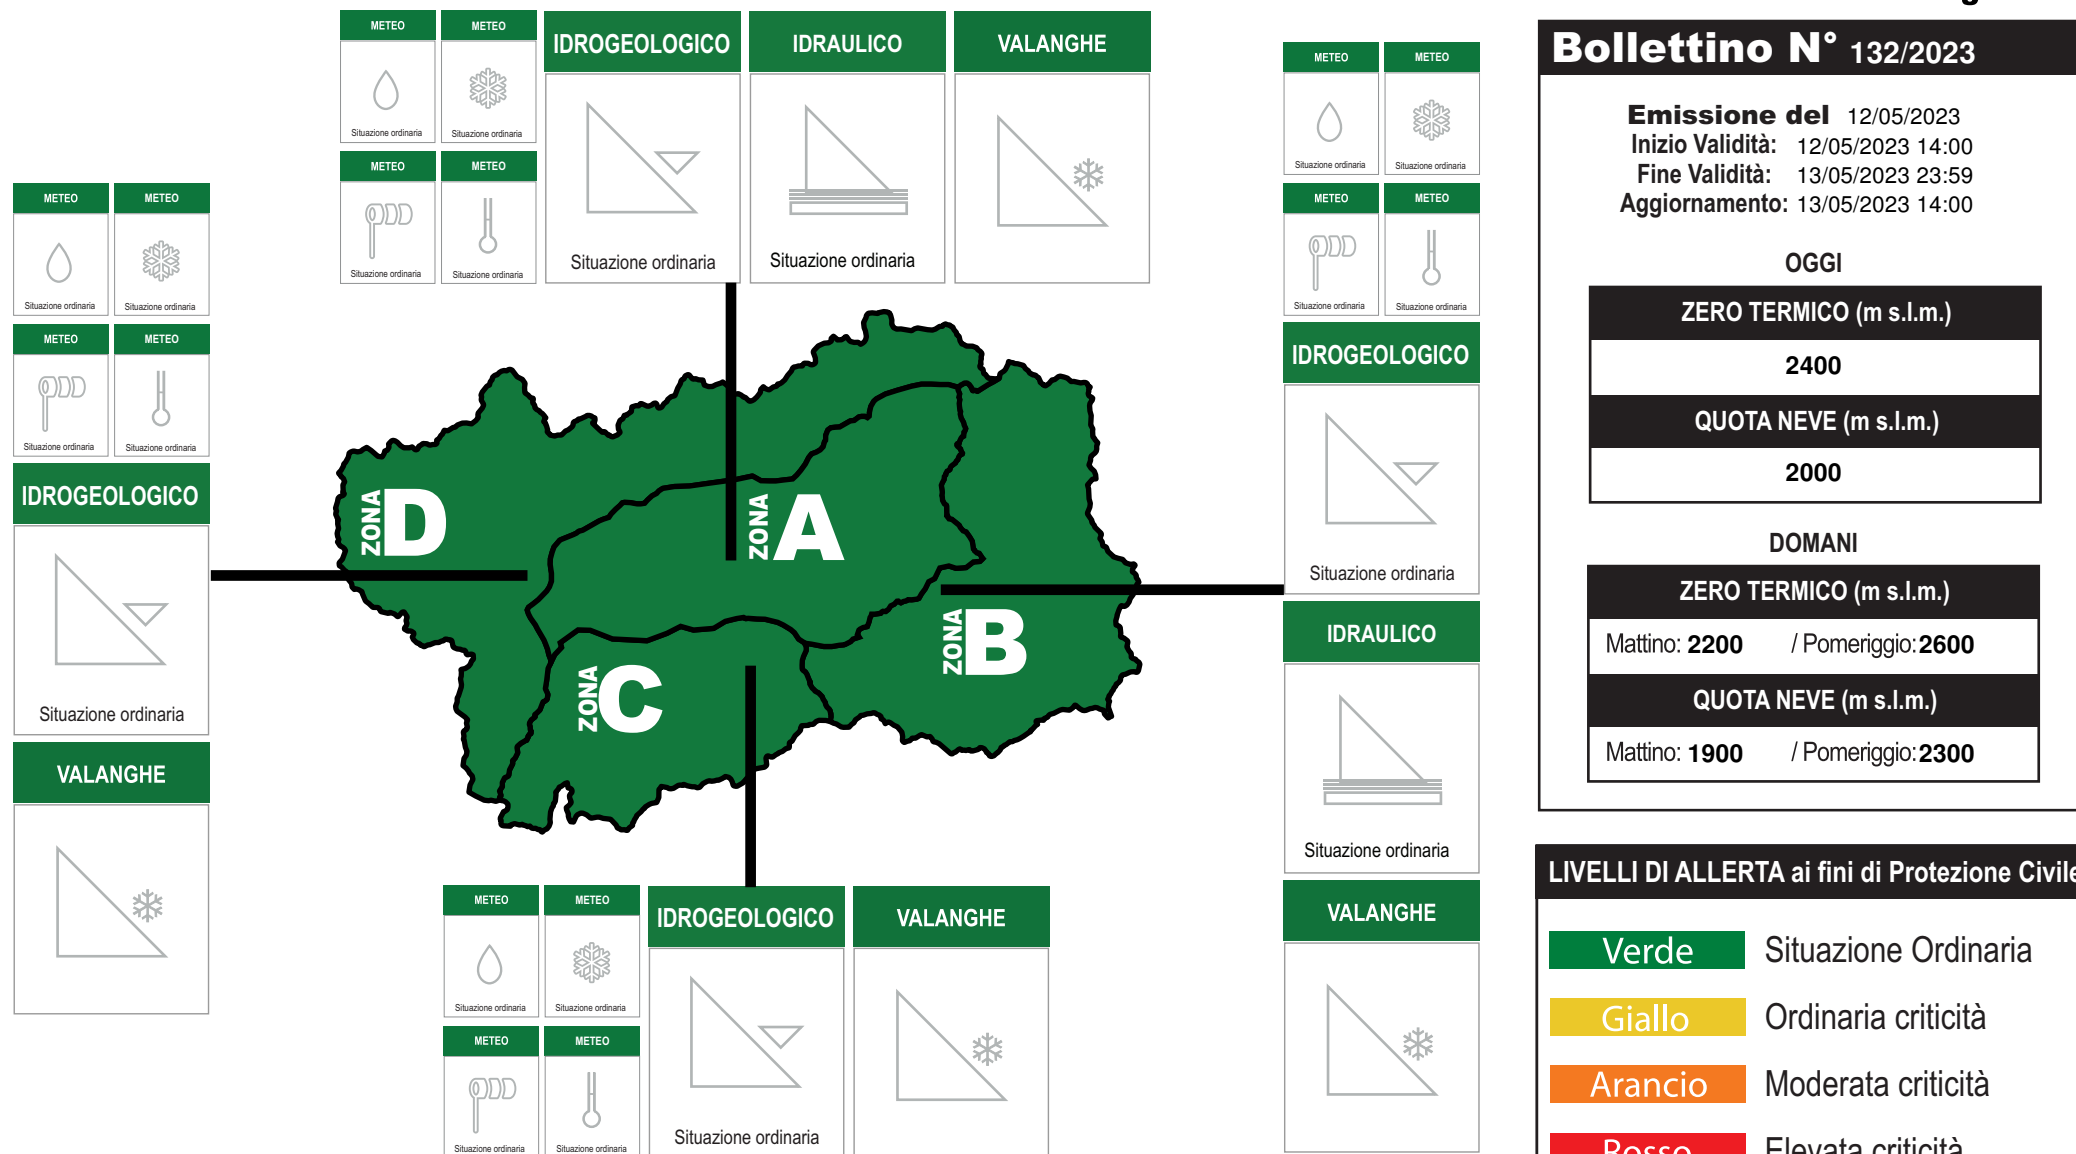 METEO METEO
Situazione ordinaria Situazione ordinaria
METEO METEO
Situazione ordinaria Situazione ordinaria
IDROGEOLOGICO
Situazione ordinaria
IDRAULICO
Situazione ordinaria
VALANGHE
METEO METEO
Situazione ordinaria Situazione ordinaria
METEO METEO
Situazione ordinaria Situazione ordinaria
IDROGEOLOGICO
Situazione ordinaria
VALANGHE
ZONA D
ZONA A
ZONA B
ZONA C
METEO METEO
Situazione ordinaria Situazione ordinaria
METEO METEO
Situazione ordinaria Situazione ordinaria
IDROGEOLOGICO
Situazione ordinaria
IDRAULICO
Situazione ordinaria
VALANGHE
METEO METEO
Situazione ordinaria Situazione ordinaria
METEO METEO
Situazione ordinaria Situazione ordinaria
IDROGEOLOGICO
Situazione ordinaria
VALANGHE
Bollettino N° 132/2023
Emissione del 12/05/2023
Inizio Validità: 12/05/2023 14:00
Fine Validità: 13/05/2023 23:59
Aggiornamento: 13/05/2023 14:00
OGGI
ZERO TERMICO (m s.l.m.)
2400
QUOTA NEVE (m s.l.m.)
2000
DOMANI
ZERO TERMICO (m s.l.m.)
Mattino: 2200 / Pomeriggio: 2600
QUOTA NEVE (m s.l.m.)
Mattino: 1900 / Pomeriggio: 2300
LIVELLI DI ALLERTA ai fini di Protezione Civile
Verde Situazione Ordinaria
Giallo Ordinaria criticità
Arancio Moderata criticità
Rosso Elevata criticità